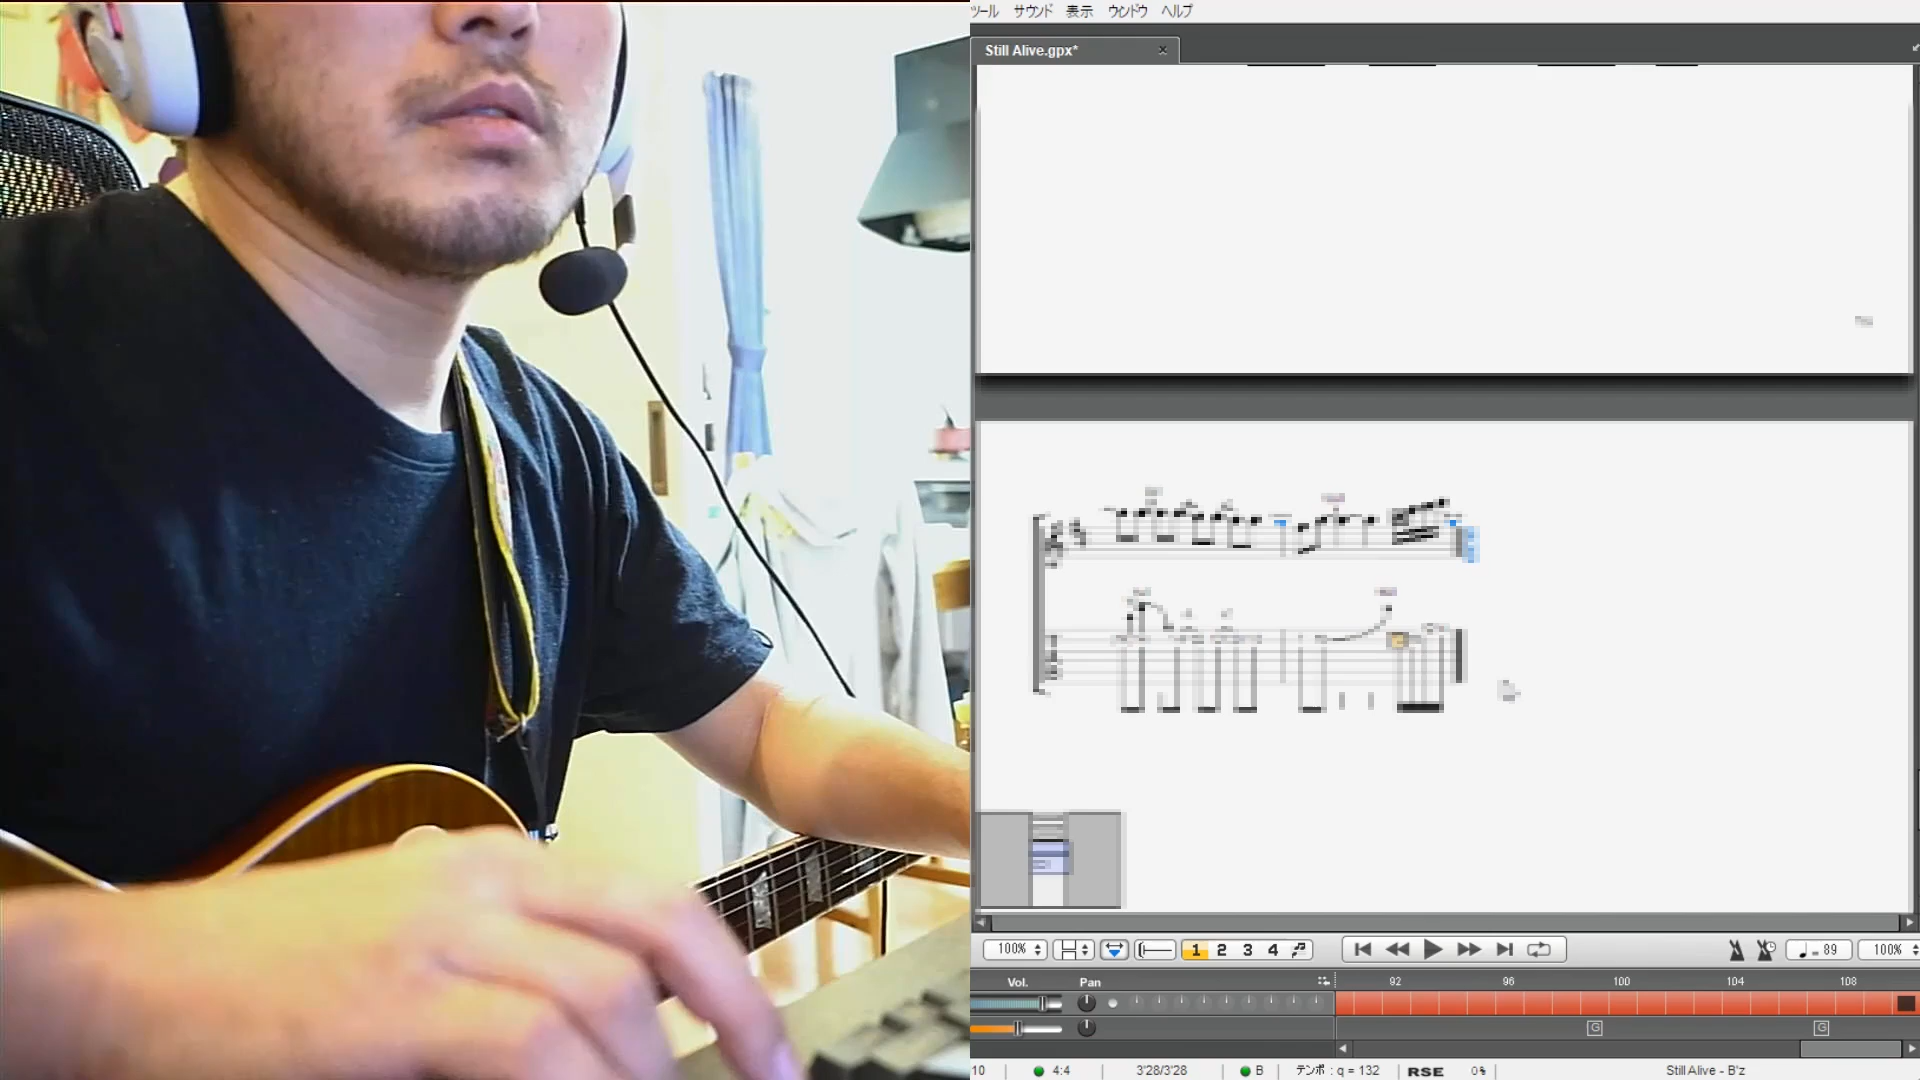 ツール サウンド 表示 ウィンドウ ヘルプ
Still Alive.gpx* ×
100% 1 2 3 4 = 89 100%
Vol. Pan 92 96 100 104 108
G G
10 4:4 3'28/3'28 B テンポ : q = 132 RSE 0% Still Alive - B'z